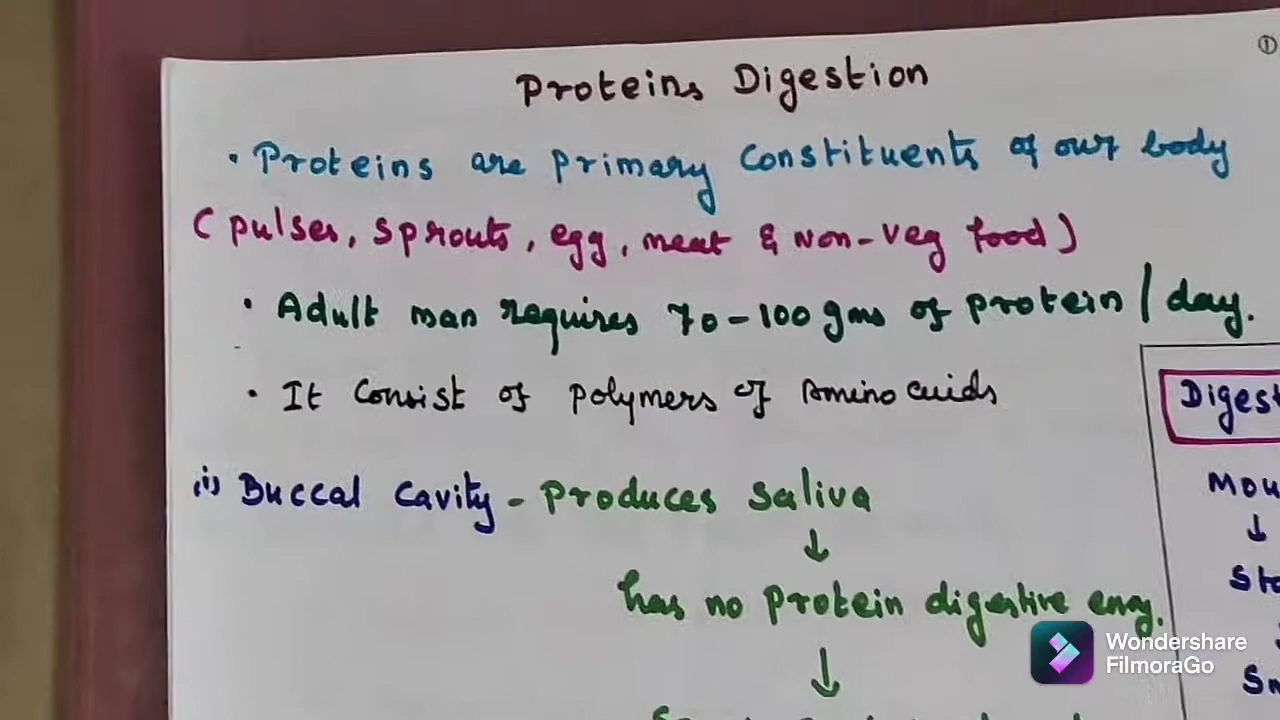 ①
Proteins Digestion
• Proteins are primary constituents of our body
(pulses, sprouts, egg, meat & Non-veg food)
• Adult man requires 70-100 gms of protein / day.
• It consist of polymers of Amino acids
(i) Buccal cavity - Produces saliva
↓
has no protein digestive enzy.
↓
Digest
Mou
↓
Sto
Sm
Wondershare
FilmoraGo